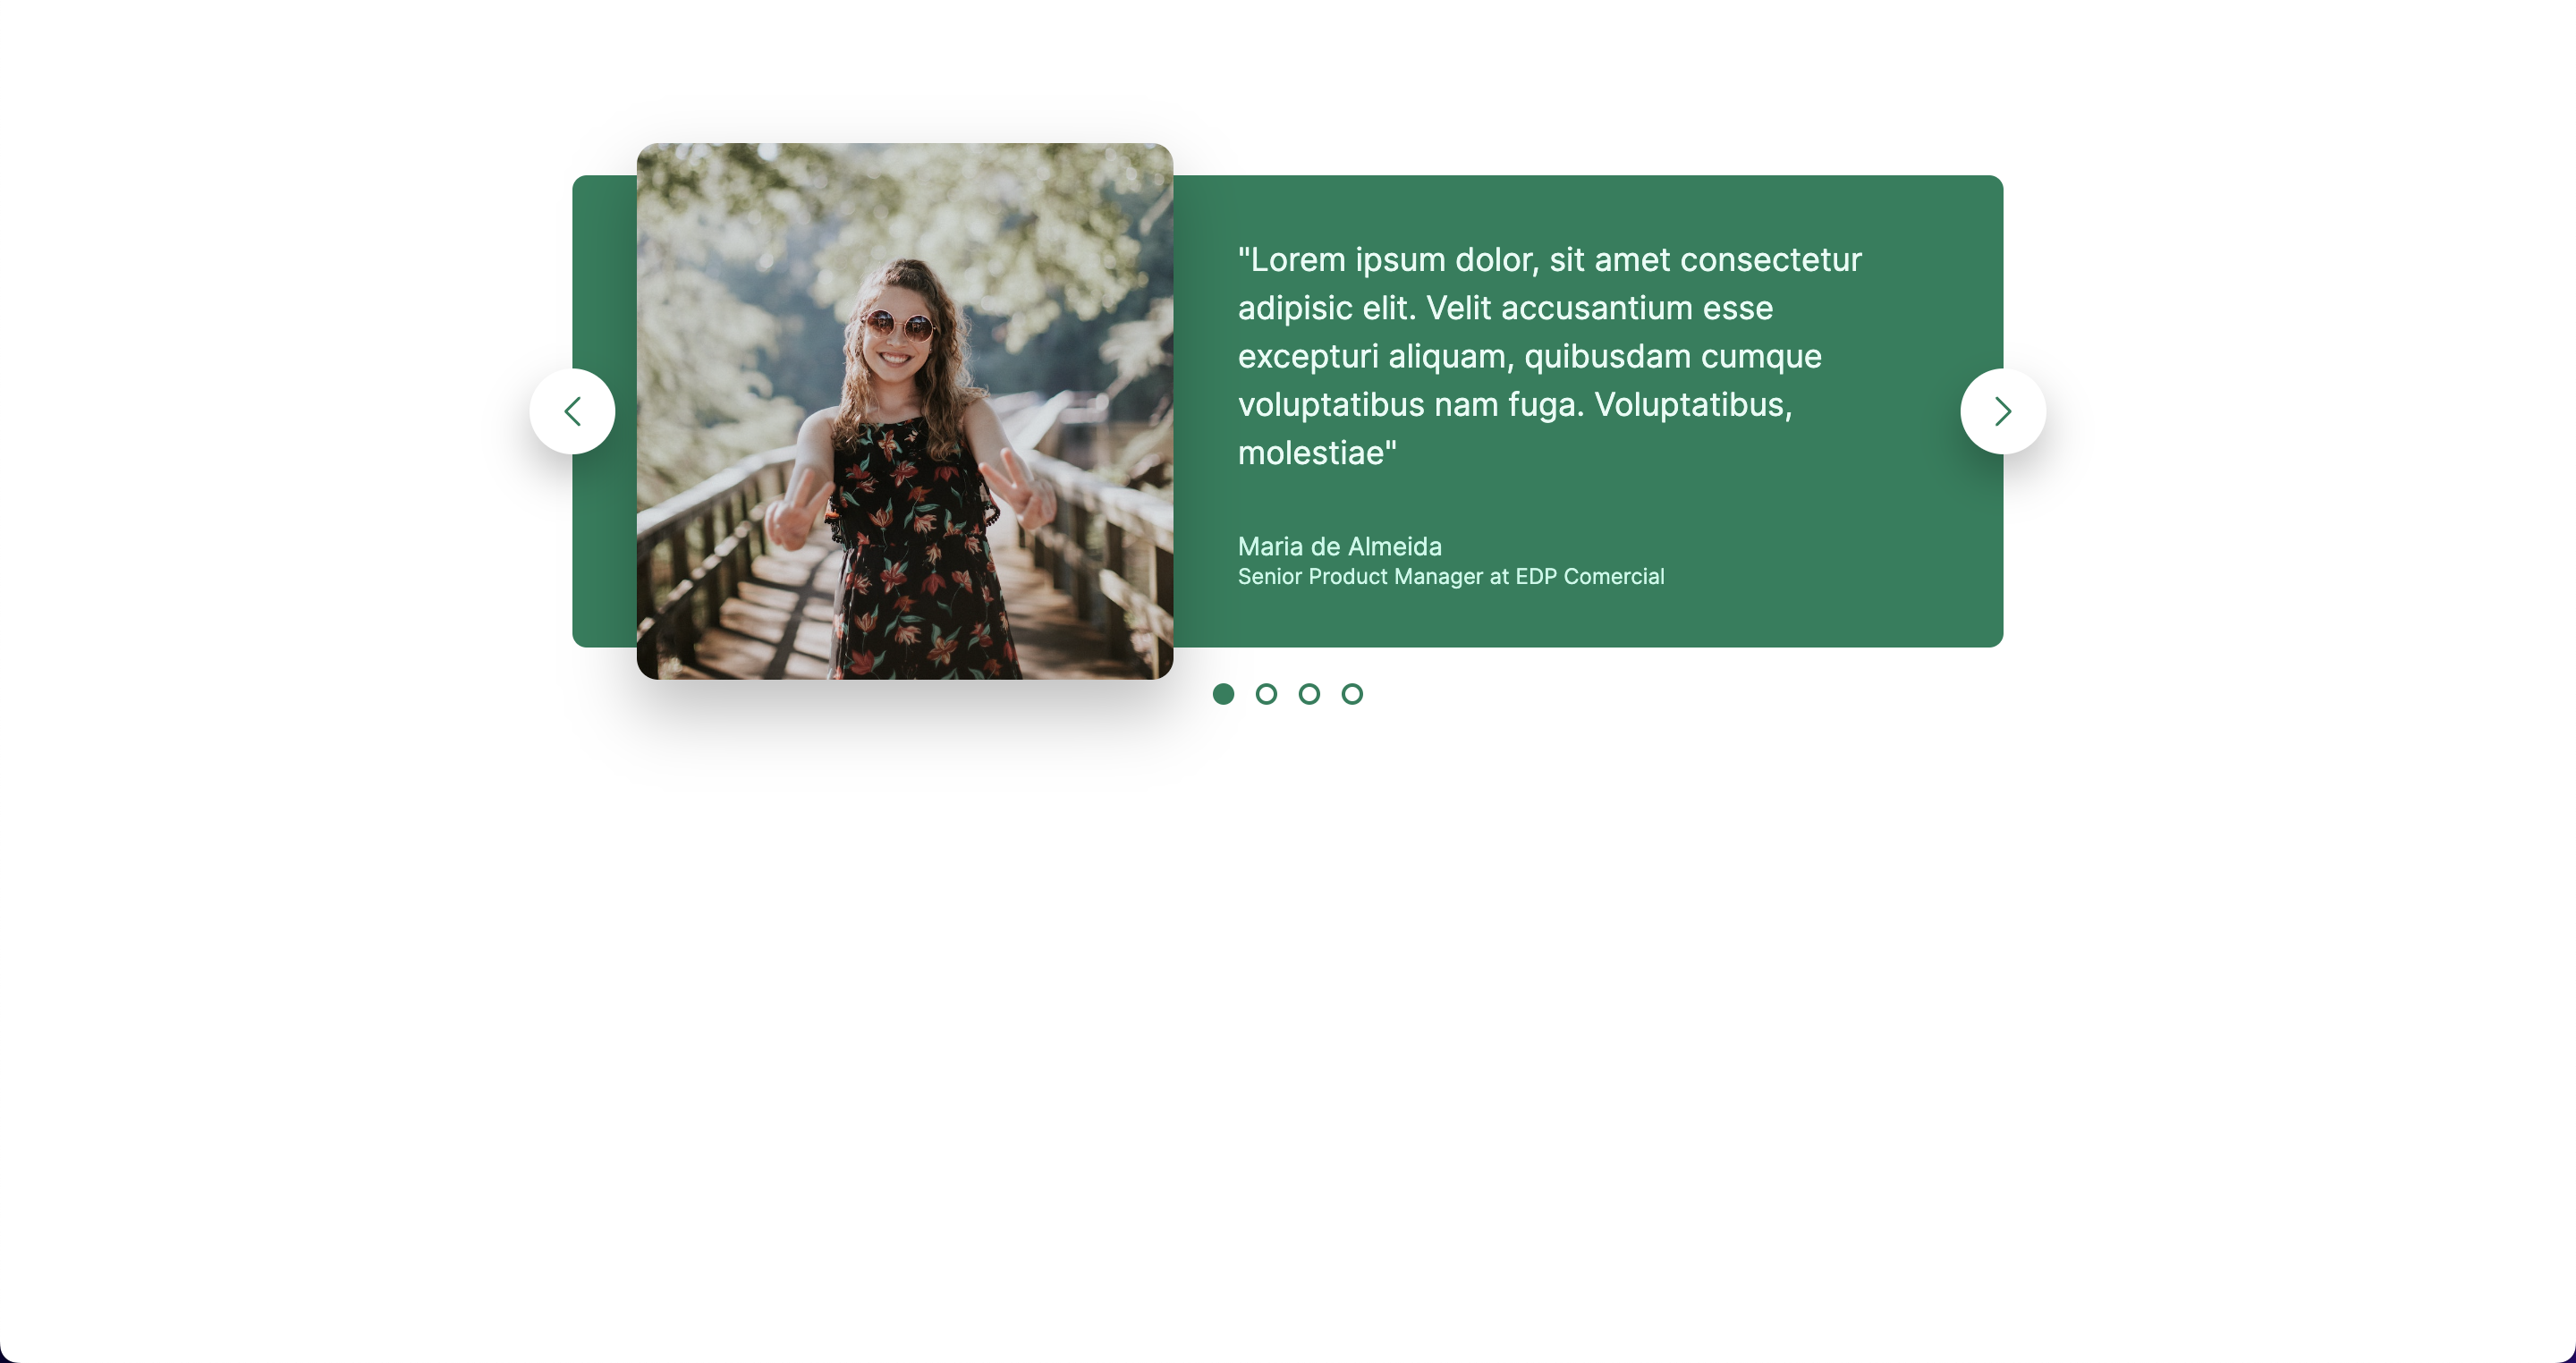 "Lorem ipsum dolor, sit amet consectetur
adipisic elit. Velit accusantium esse
excepturi aliquam, quibusdam cumque
voluptatibus nam fuga. Voluptatibus,
molestiae"
Maria de Almeida
Senior Product Manager at EDP Comercial